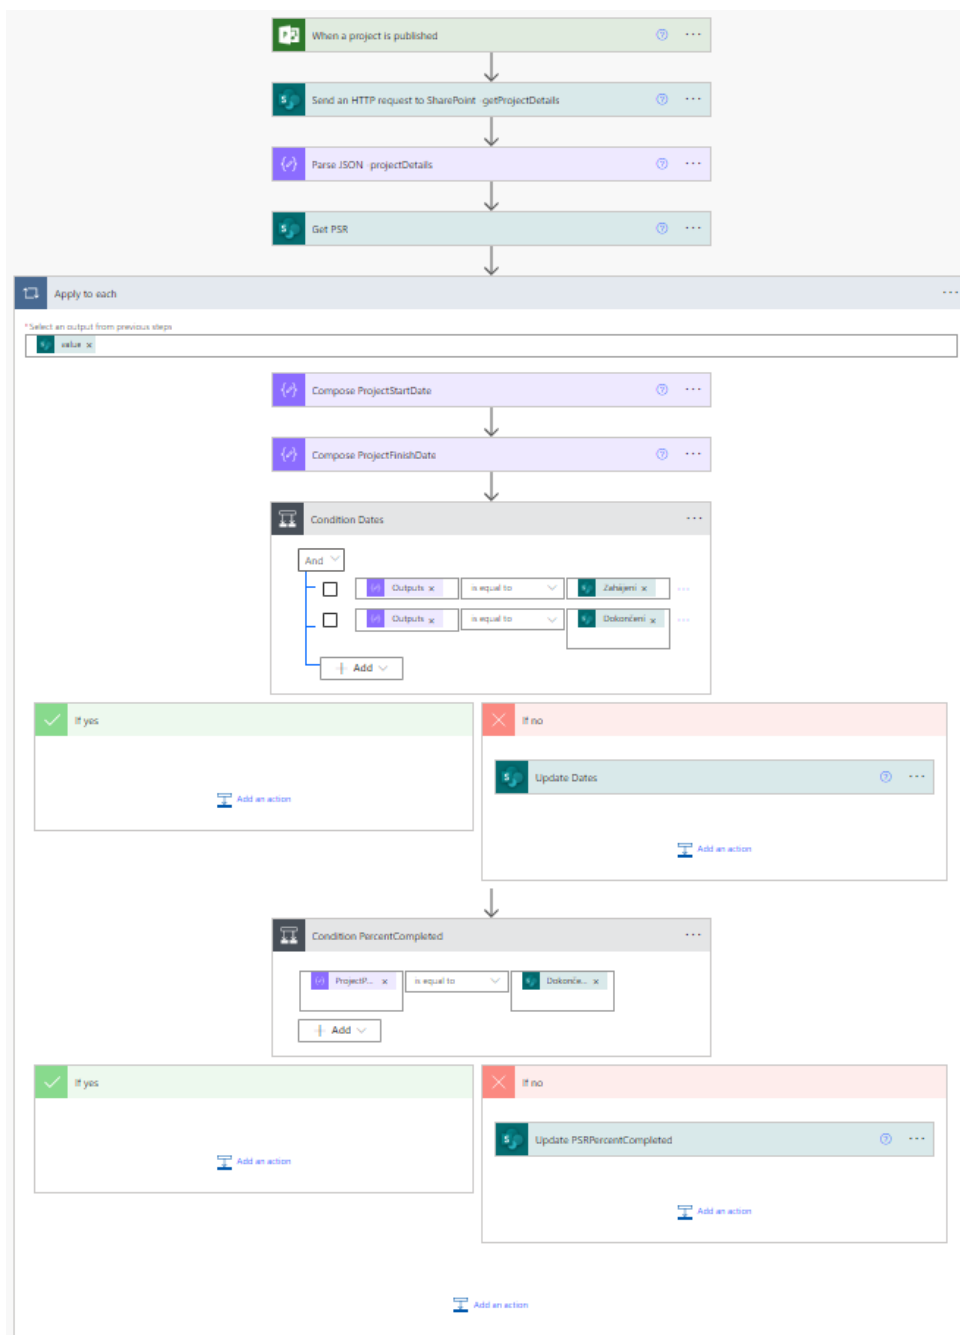 When a project is published
Send an HTTP request to SharePoint -getProjectDetails
Parse JSON -projectDetails
Get PSR
Apply to each
*Select an output from previous steps
value x
Compose ProjectStartDate
Compose ProjectFinishDate
Condition Dates
And
Outputs x is equal to Zahájení x
Outputs x is equal to Dokončení x
Add
If yes
If no
Update Dates
Add an action
Add an action
Condition PercentCompleted
ProjectP... x is equal to Dokonče... x
Add
If yes
If no
Update PSRPercentCompleted
Add an action
Add an action
Add an action